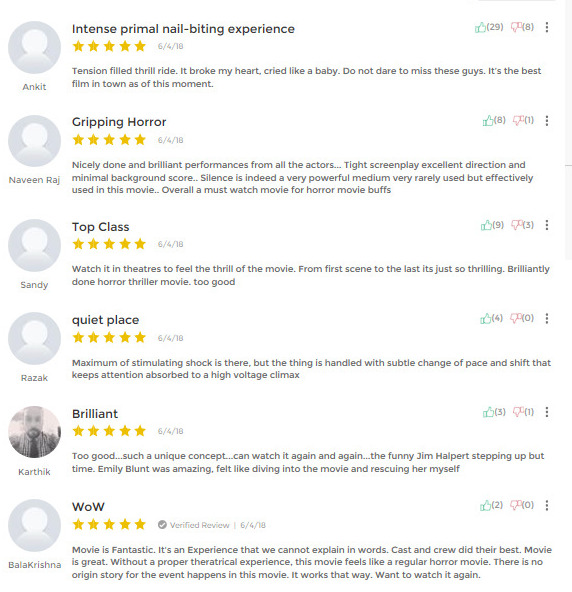 Intense primal nail-biting experience
(29) (8)
6/4/18
Tension filled thrill ride. It broke my heart, cried like a baby. Do not dare to miss these guys. It's the best
film in town as of this moment.
Ankit
Gripping Horror
(8) (1)
6/4/18
Nicely done and brilliant performances from all the actors... Tight screenplay excellent direction and
minimal background score.. Silence is indeed a very powerful medium very rarely used but effectively
used in this movie.. Overall a must watch movie for horror movie buffs
Naveen Raj
Top Class
(9) (3)
6/4/18
Watch it in theatres to feel the thrill of the movie. From first scene to the last its just so thrilling. Brilliantly
done horror thriller movie. too good
Sandy
quiet place
(4) (0)
6/4/18
Maximum of stimulating shock is there, but the thing is handled with subtle change of pace and shift that
keeps attention absorbed to a high voltage climax
Razak
Brilliant
(3) (1)
6/4/18
Too good...such a unique concept...can watch it again and again...the funny Jim Halpert stepping up but
time. Emily Blunt was amazing, felt like diving into the movie and rescuing her myself
Karthik
WoW
(2) (0)
Verified Review | 6/4/18
Movie is Fantastic. It's an Experience that we cannot explain in words. Cast and crew did their best. Movie
is great. Without a proper theratrical experience, this movie feels like a regular horror movie. There is no
origin story for the event happens in this movie. It works that way. Want to watch it again.
BalaKrishna